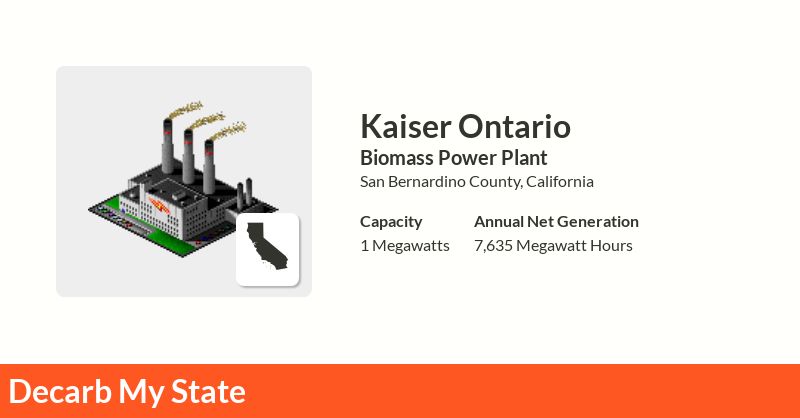 Kaiser Ontario
Biomass Power Plant
San Bernardino County, California
Capacity
1 Megawatts
Annual Net Generation
7,635 Megawatt Hours
Decarb My State